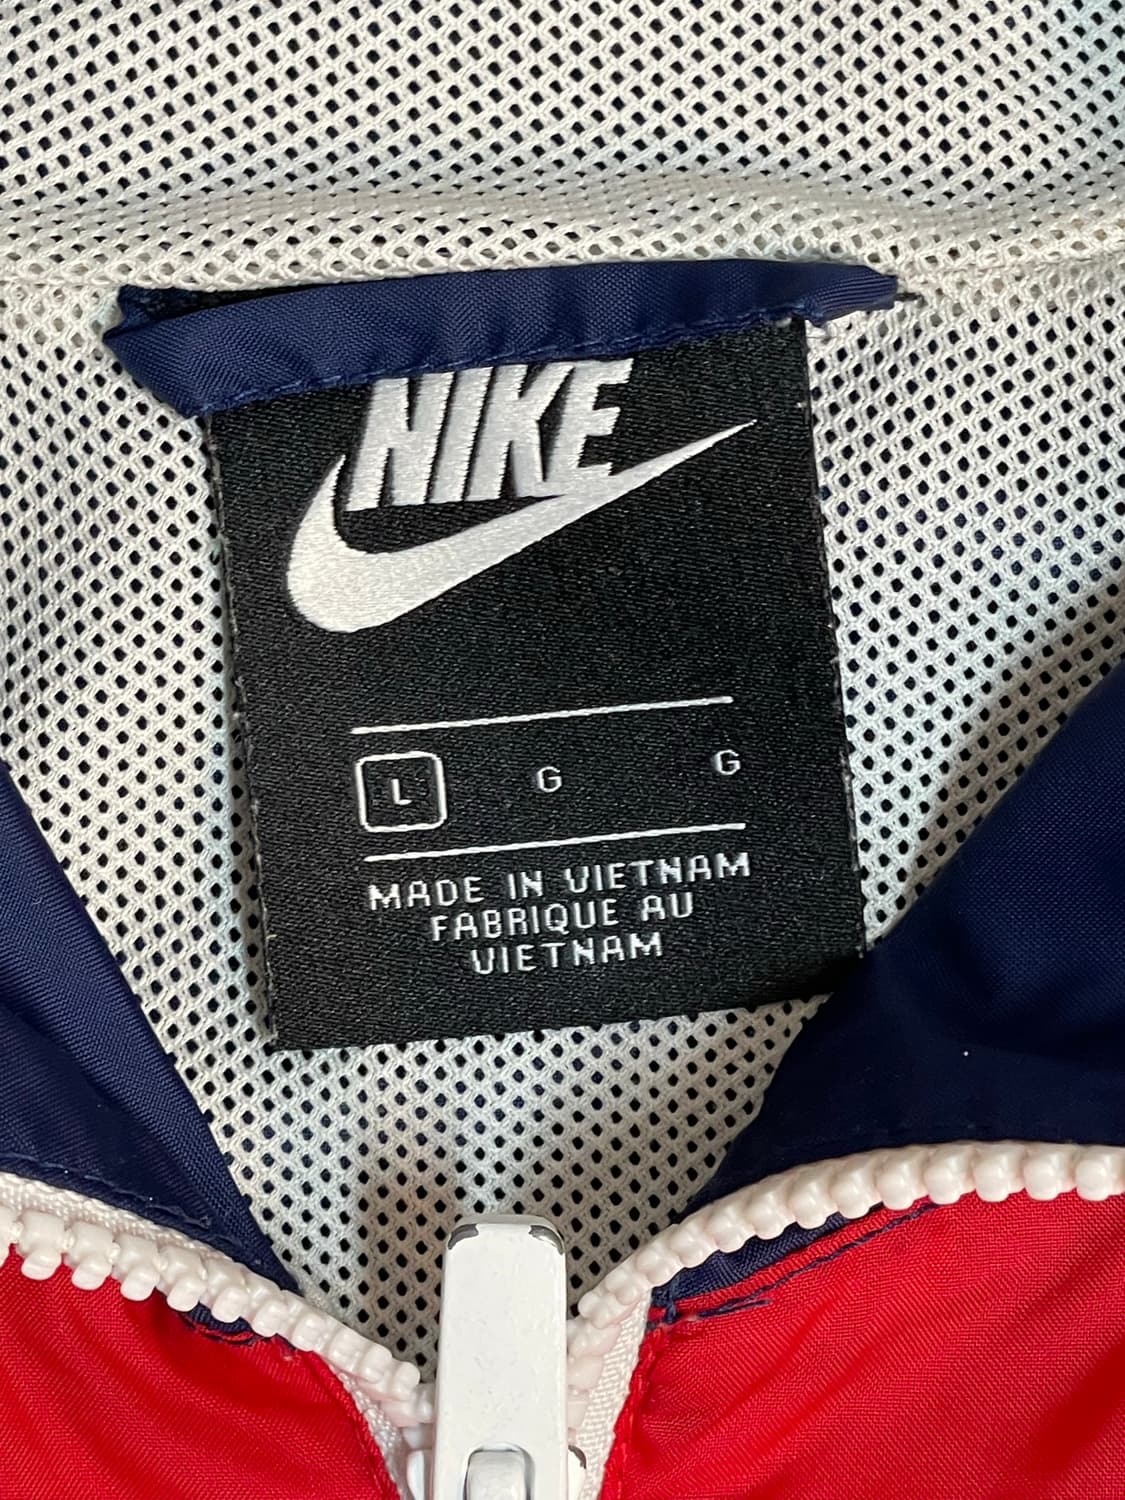 NIKE
L G G
MADE IN VIETNAM
FABRIQUE AU
VIETNAM